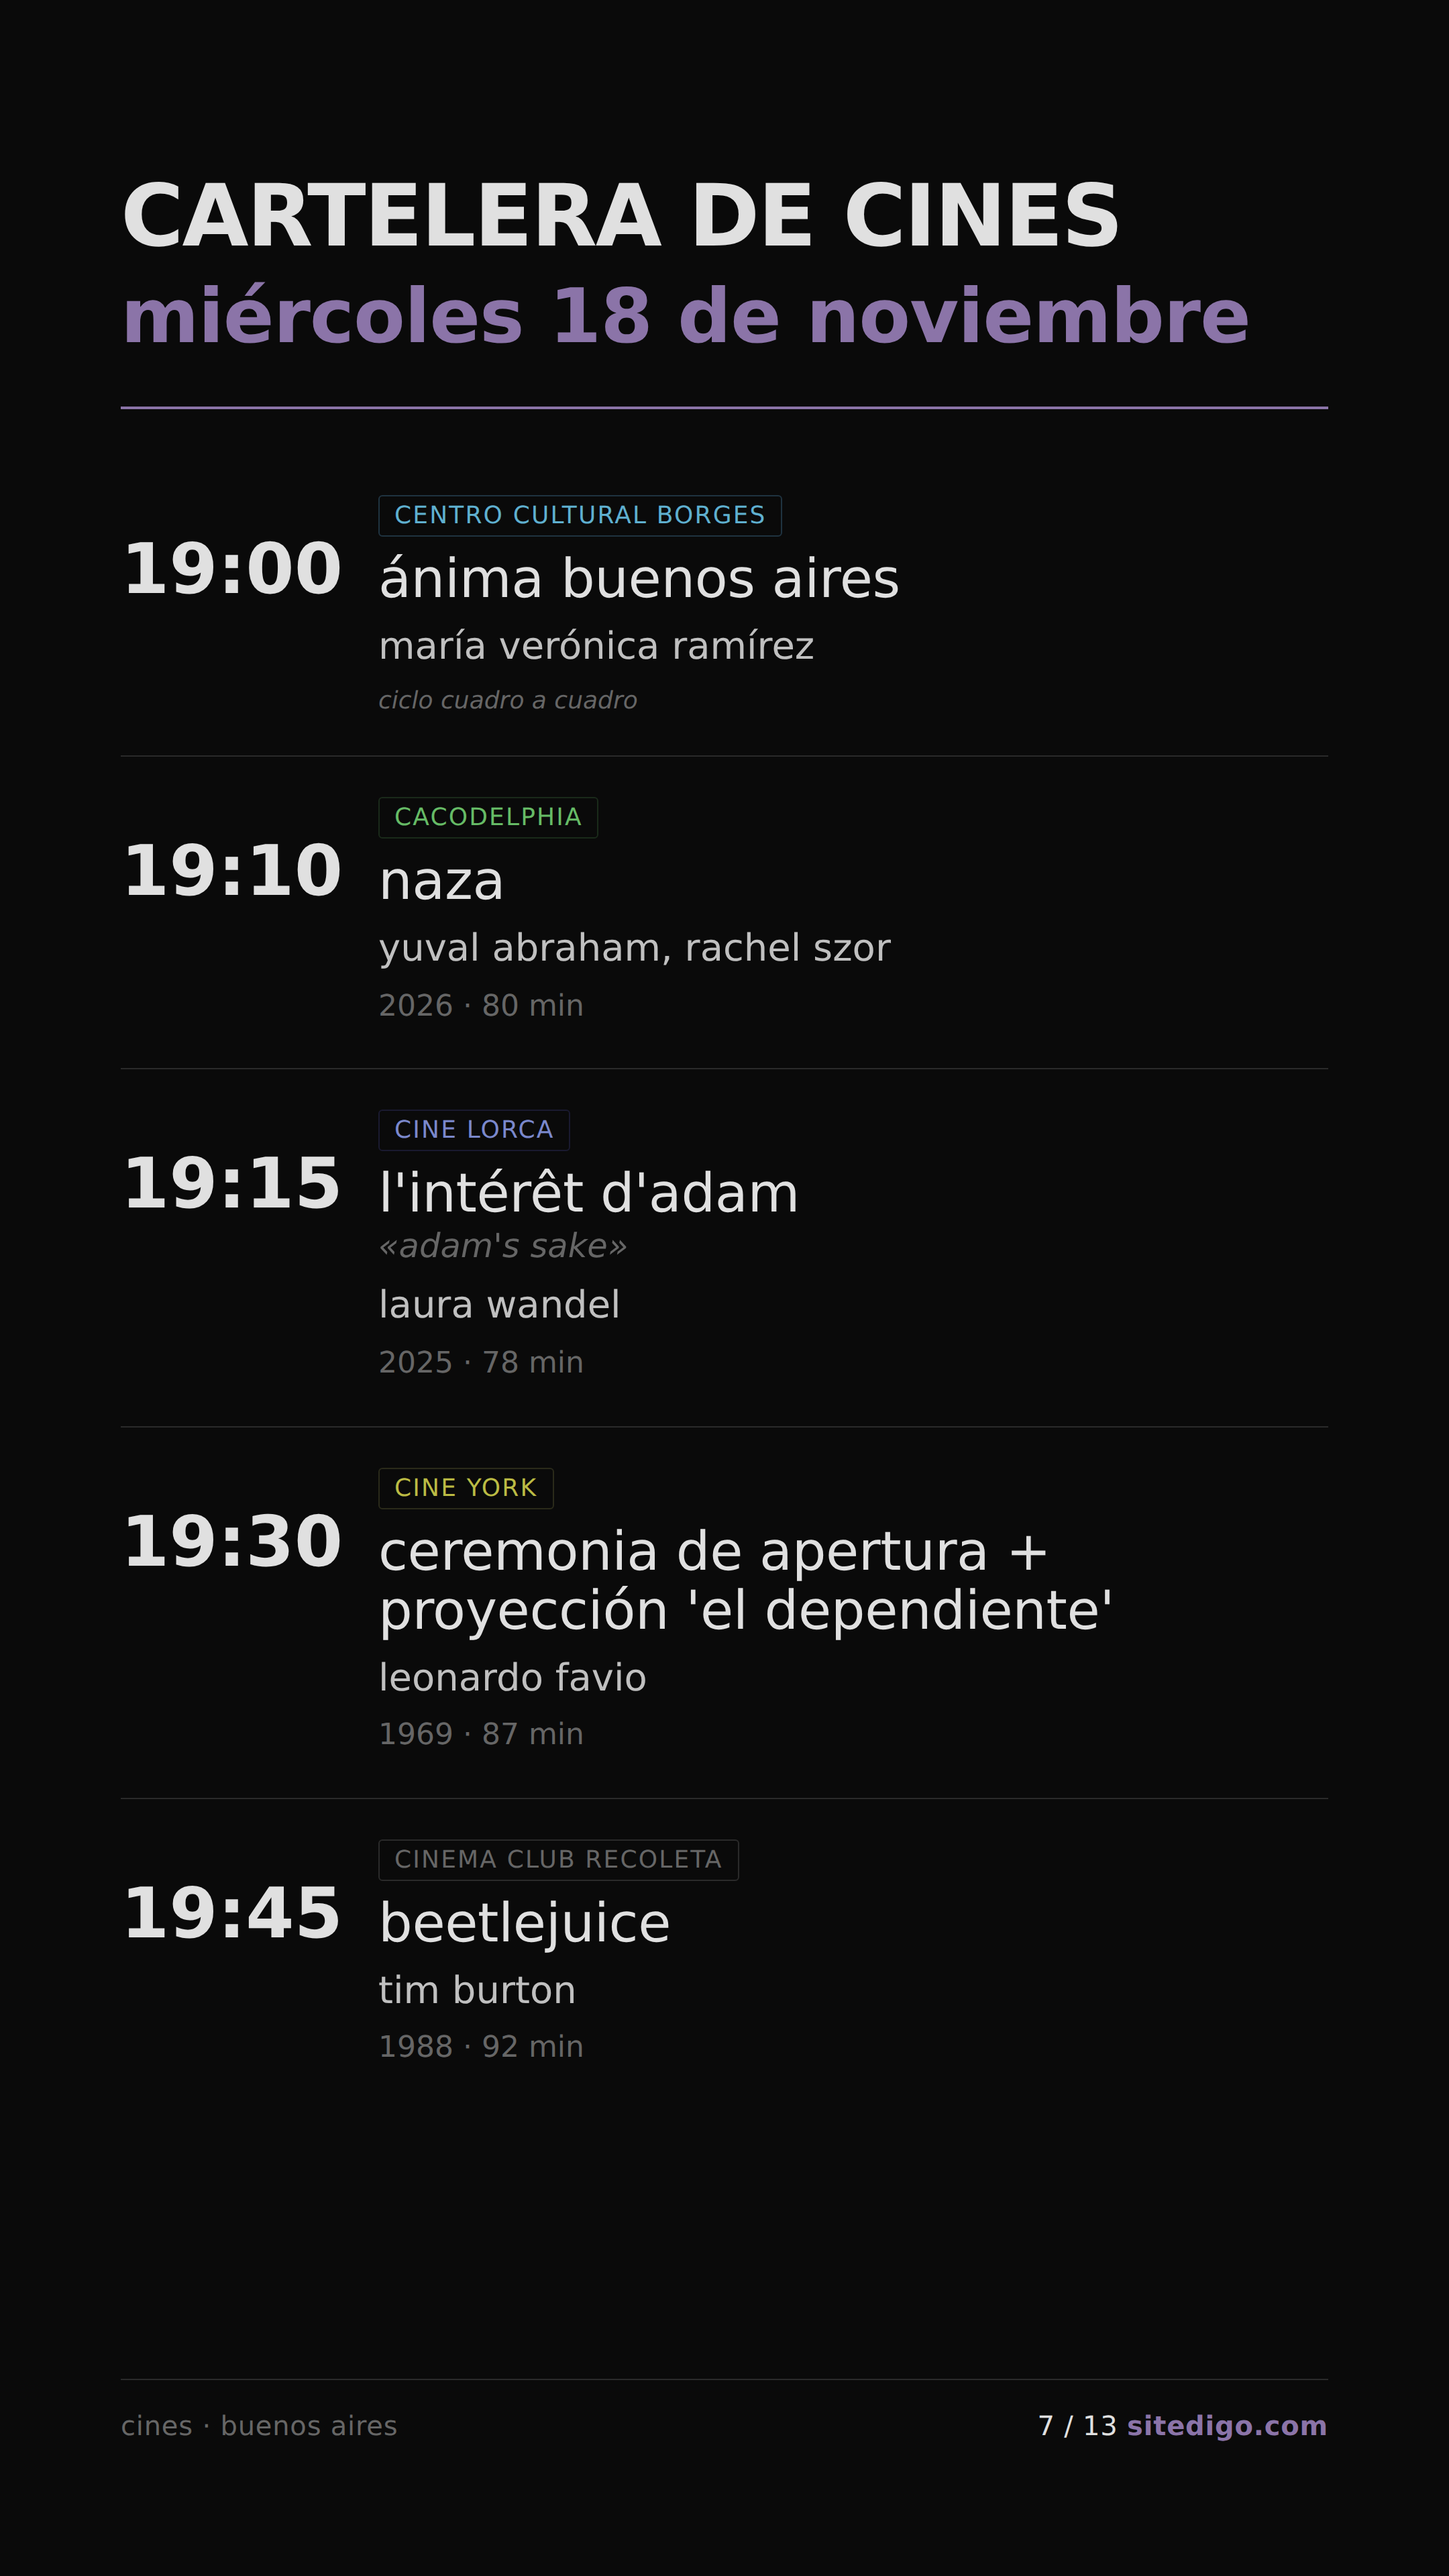 CARTELERA DE CINES
miércoles 18 de noviembre
CENTRO CULTURAL BORGES
19:00
ánima buenos aires
maría verónica ramírez
ciclo cuadro a cuadro
CACODELPHIA
19:10
naza
yuval abraham, rachel szor
2026 · 80 min
CINE LORCA
19:15
l'intérêt d'adam
«adam's sake»
laura wandel
2025 · 78 min
CINE YORK
19:30
ceremonia de apertura +
proyección 'el dependiente'
leonardo favio
1969 · 87 min
CINEMA CLUB RECOLETA
19:45
beetlejuice
tim burton
1988 · 92 min
cines · buenos aires
7 / 13 sitedigo.com